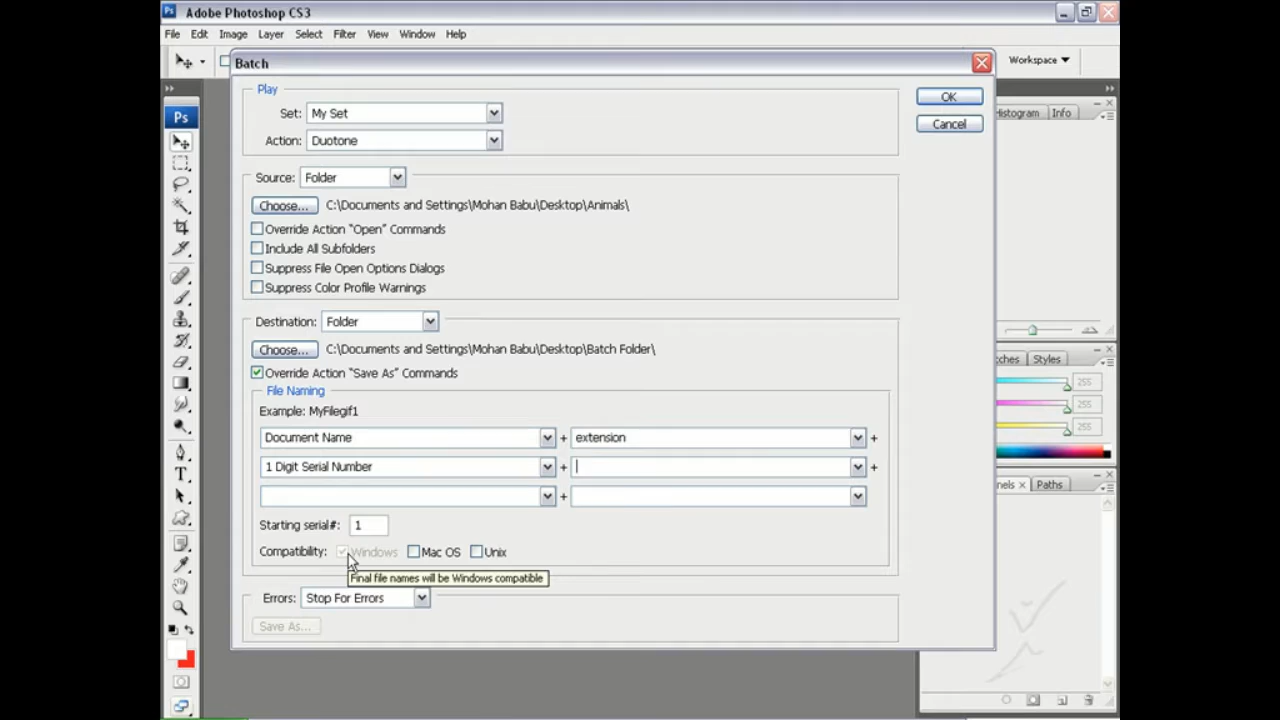 Ps Adobe Photoshop CS3
File Edit Image Layer Select Filter View Window Help
Workspace
Batch
Play
Set: My Set
OK
Action: Duotone
Cancel
Histogram Info
Ps
Source: Folder
Choose... C:\Documents and Settings\Mohan Babu\Desktop\Animals\
Override Action "Open" Commands
Include All Subfolders
Suppress File Open Options Dialogs
Suppress Color Profile Warnings
Destination: Folder
Choose... C:\Documents and Settings\Mohan Babu\Desktop\Batch Folder\
Override Action "Save As" Commands
File Naming
Example: MyFilegif1
Document Name + extension +
1 Digit Serial Number + +
+
Starting serial#: 1
Compatibility: Windows Mac OS Unix
Final file names will be Windows compatible
Errors: Stop For Errors
Save As...
ches Styles
255
255
255
nels x Paths
T